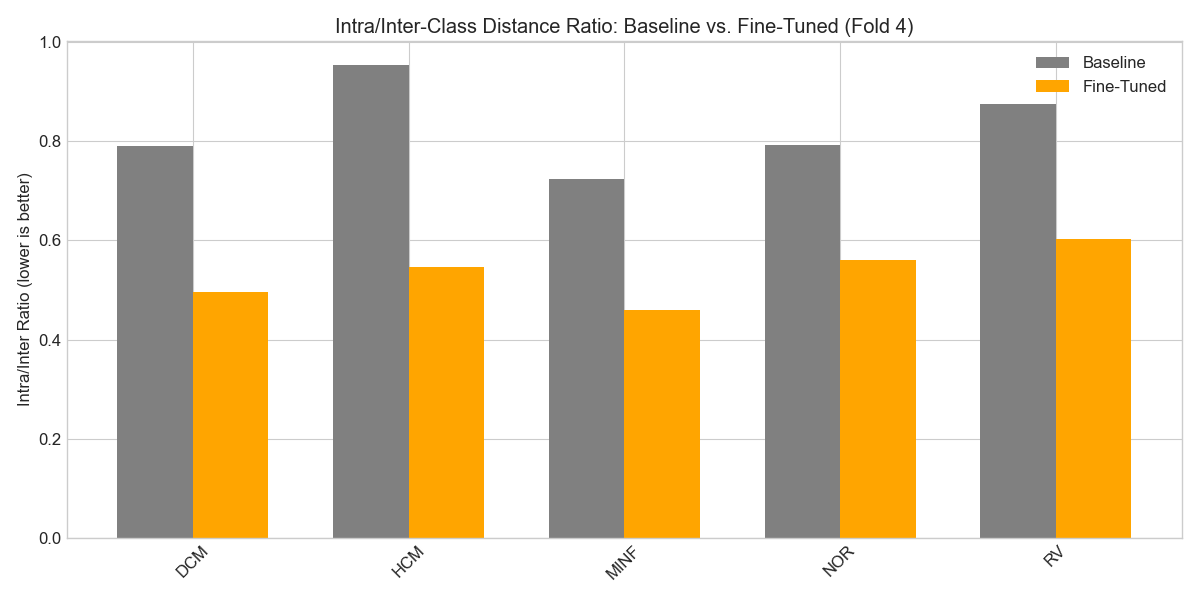 Intra/Inter-Class Distance Ratio: Baseline vs. Fine-Tuned (Fold 4)
Baseline
Fine-Tuned
Intra/Inter Ratio (lower is better)
1.0
0.8
0.6
0.4
0.2
0.0
DCM
HCM
MINF
NOR
RV